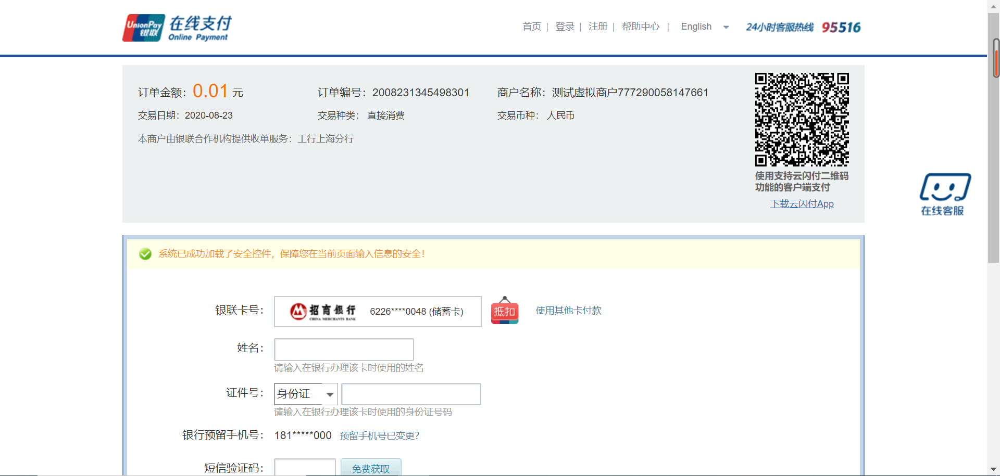 UnionPay 银联 在线支付 Online Payment
首页 | 登录 | 注册 | 帮助中心 | English 24小时客服热线 95516
订单金额：0.01 元 订单编号：2008231345498301 商户名称：测试虚拟商户777290058147661
交易日期：2020-08-23 交易种类：直接消费 交易币种：人民币
本商户由银联合作机构提供收单服务：工行上海分行
使用支持云闪付二维码
功能的客户端支付
下载云闪付App
在线客服
系统已成功加载了安全控件，保障您在当前页面输入信息的安全！
银联卡号： 招商银行 CHINA MERCHANTS BANK 6226****0048 (储蓄卡) 抵扣 使用其他卡付款
姓名：
请输入在银行办理该卡时使用的姓名
证件号： 身份证
请输入在银行办理该卡时使用的身份证号码
银行预留手机号： 181*****000 预留手机号已变更？
短信验证码： 免费获取